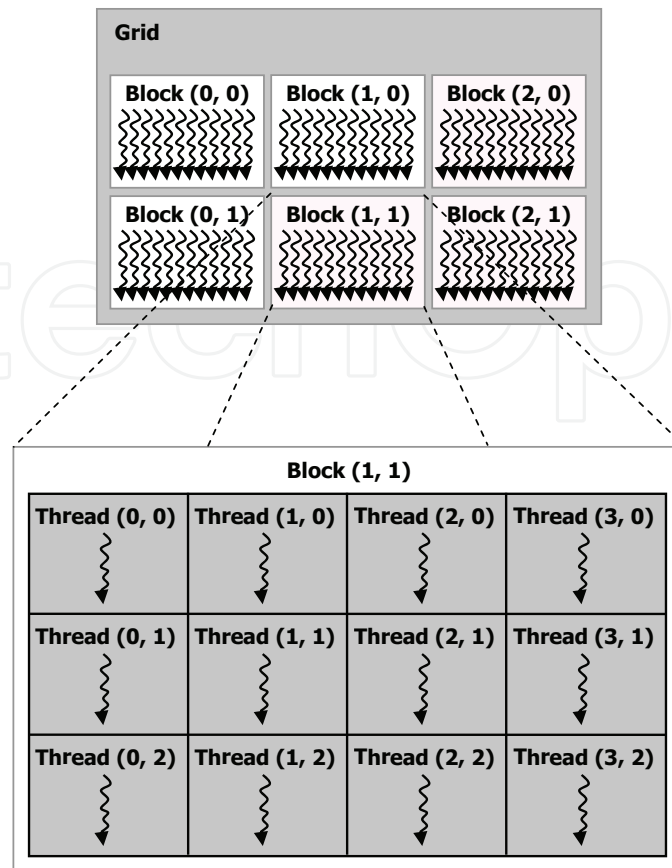 Grid
Block (0, 0) Block (1, 0) Block (2, 0)
Block (0, 1) Block (1, 1) Block (2, 1)
techop
Block (1, 1)
Thread (0, 0) Thread (1, 0) Thread (2, 0) Thread (3, 0)
Thread (0, 1) Thread (1, 1) Thread (2, 1) Thread (3, 1)
Thread (0, 2) Thread (1, 2) Thread (2, 2) Thread (3, 2)